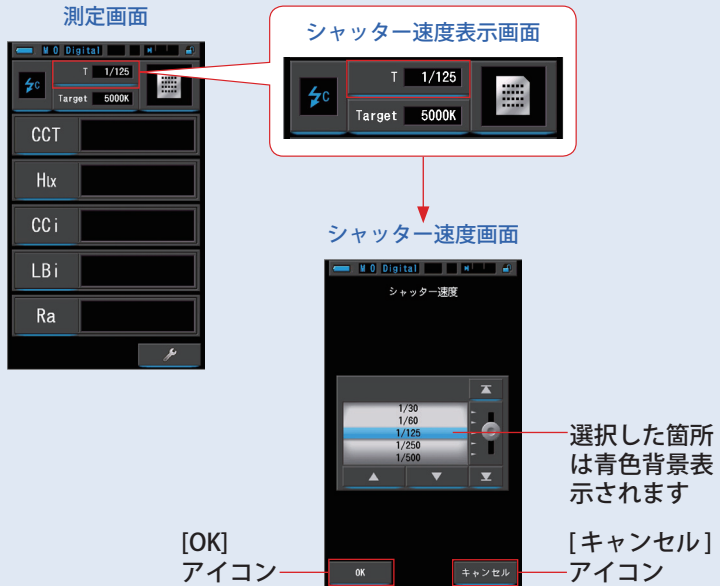 測定画面
M 0 Digital
T 1/125
C
Target 5000K
CCT
Hlx
CCi
LBi
Ra
シャッター速度表示画面
T 1/125
C
Target 5000K
シャッター速度画面
M 0 Digital
シャッター速度
1/30
1/60
1/125
1/250
1/500
選択した箇所
は青色背景表
示されます
[OK]
アイコン
OK
キャンセル
[キャンセル]
アイコン